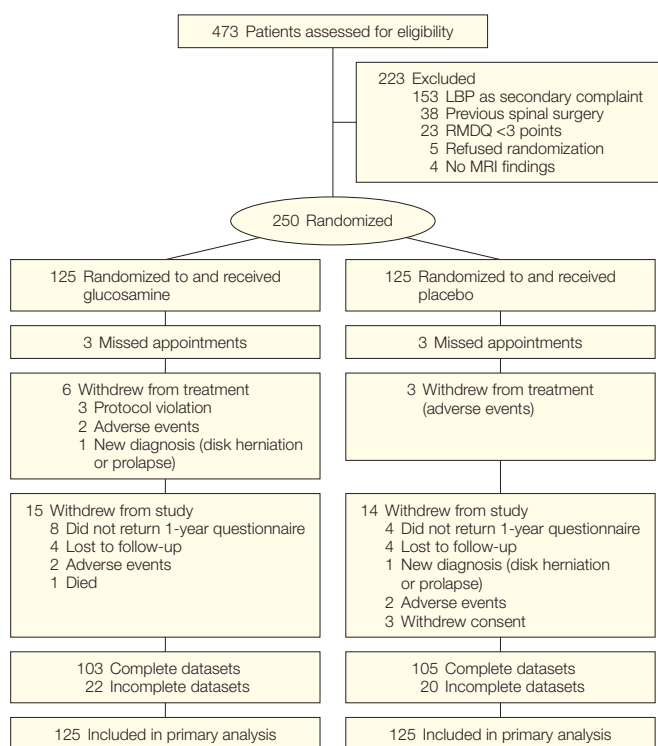 473 Patients assessed for eligibility
223 Excluded
153 LBP as secondary complaint
38 Previous spinal surgery
23 RMDQ <3 points
5 Refused randomization
4 No MRI findings
250 Randomized
125 Randomized to and received
glucosamine
125 Randomized to and received
placebo
3 Missed appointments
3 Missed appointments
6 Withdrew from treatment
3 Protocol violation
2 Adverse events
1 New diagnosis (disk herniation
or prolapse)
3 Withdrew from treatment
(adverse events)
15 Withdrew from study
8 Did not return 1-year questionnaire
4 Lost to follow-up
2 Adverse events
1 Died
14 Withdrew from study
4 Did not return 1-year questionnaire
4 Lost to follow-up
1 New diagnosis (disk herniation
or prolapse)
2 Adverse events
3 Withdrew consent
103 Complete datasets
22 Incomplete datasets
105 Complete datasets
20 Incomplete datasets
125 Included in primary analysis
125 Included in primary analysis